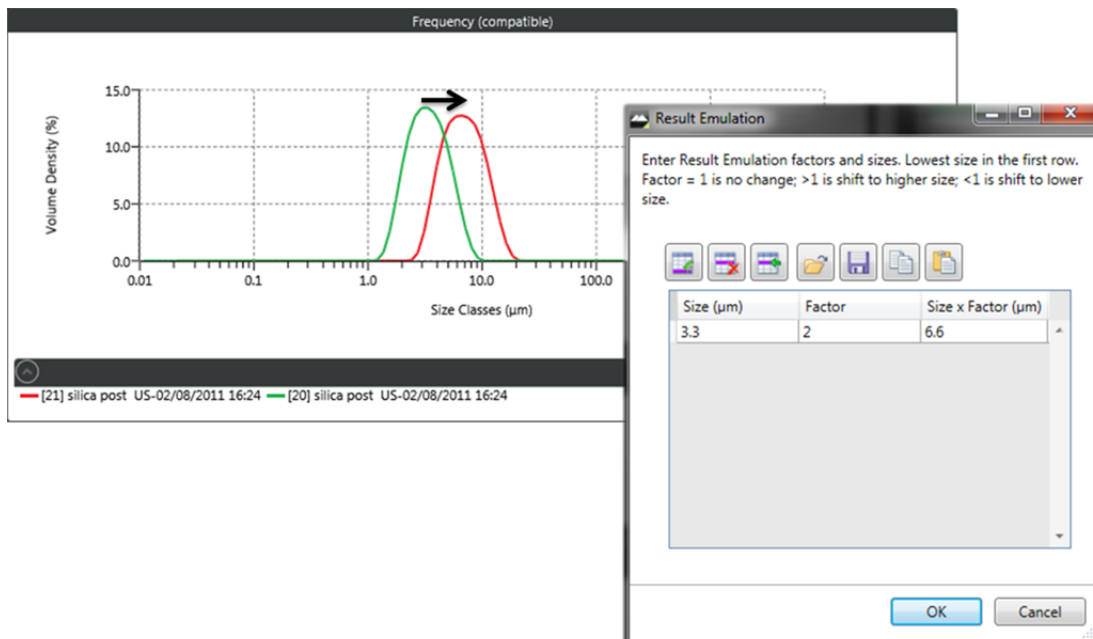 Frequency (compatible)
15.0
10.0
5.0
0.0
Volume Density (%)
0.01
0.1
1.0
10.0
100.0
Size Classes (µm)
[21] silica post US-02/08/2011 16:24
[20] silica post US-02/08/2011 16:24
Result Emulation
Enter Result Emulation factors and sizes. Lowest size in the first row.
Factor = 1 is no change; >1 is shift to higher size; <1 is shift to lower
size.
Size (µm) Factor Size x Factor (µm)
3.3 2 6.6
OK Cancel